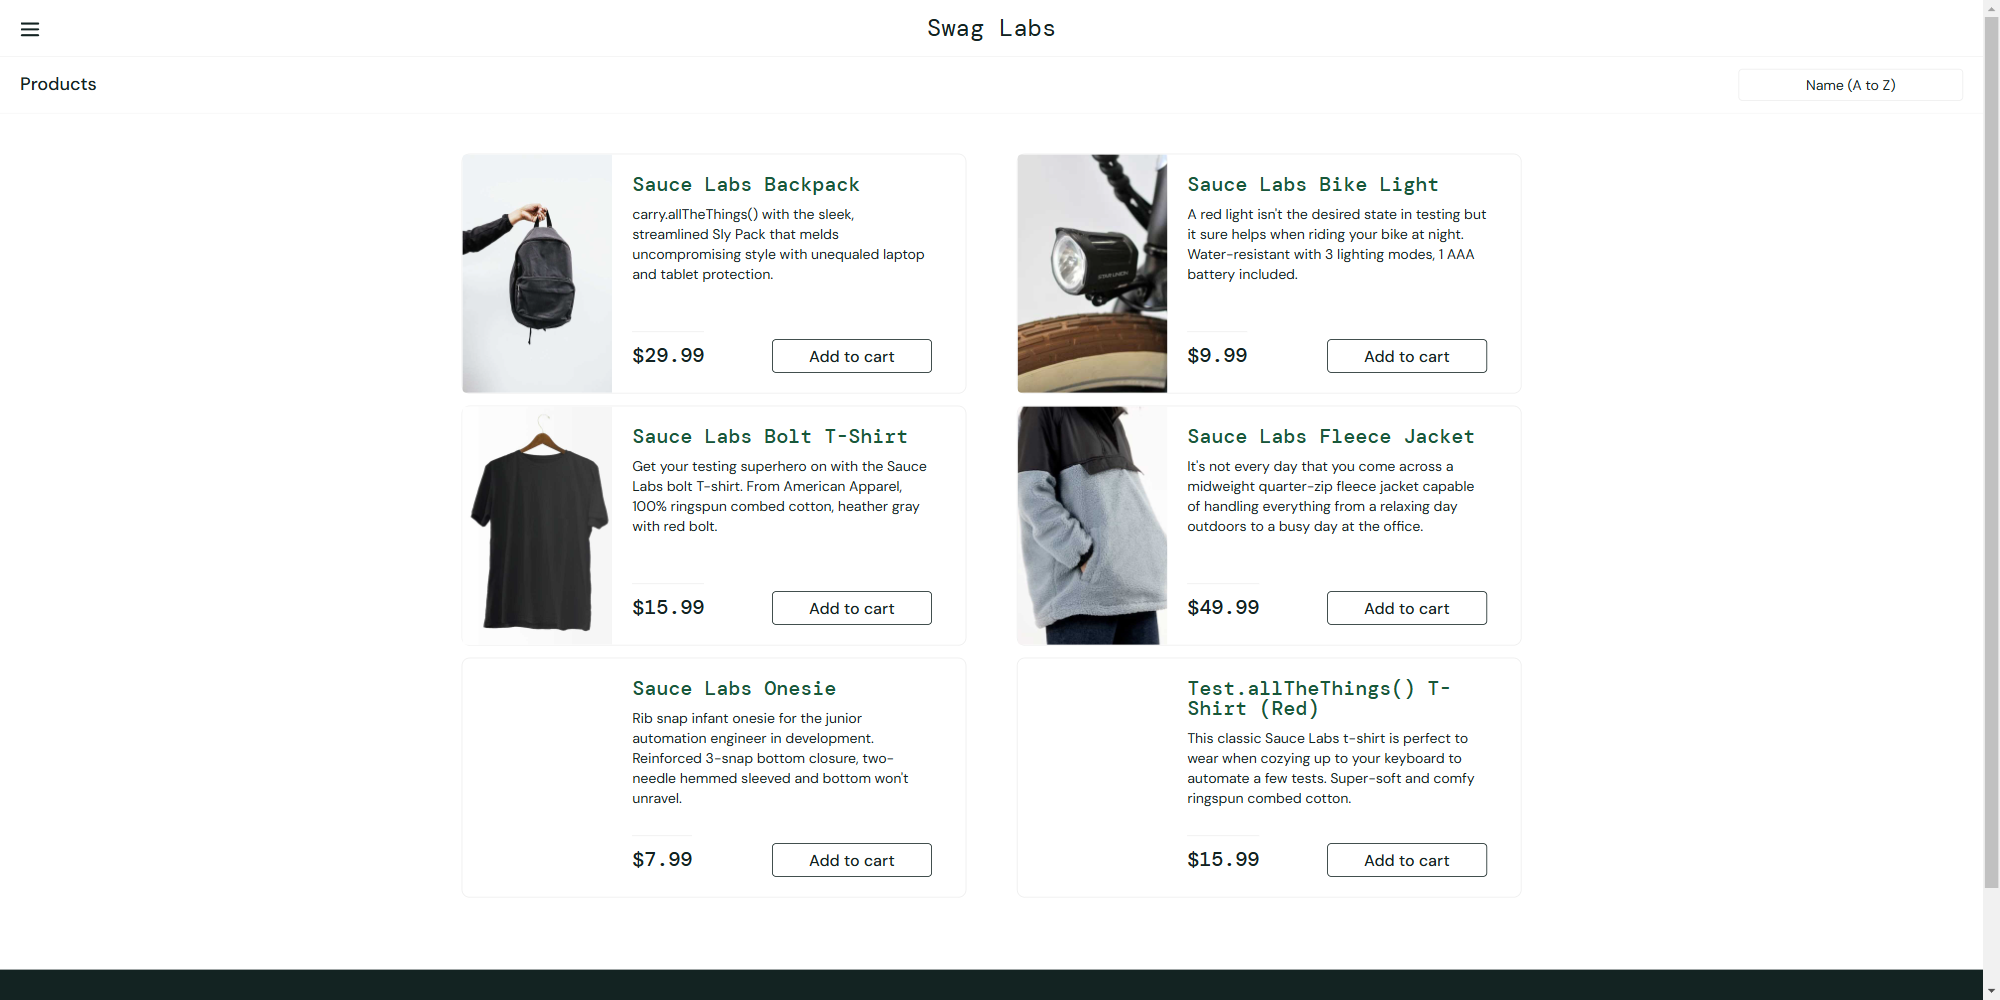 Swag Labs
Products
Name (A to Z)
Sauce Labs Backpack
carry.allTheThings() with the sleek,
streamlined Sly Pack that melds
uncompromising style with unequaled laptop
and tablet protection.
$29.99
Add to cart
Sauce Labs Bike Light
A red light isn't the desired state in testing but
it sure helps when riding your bike at night.
Water-resistant with 3 lighting modes, 1 AAA
battery included.
$9.99
Add to cart
Sauce Labs Bolt T-Shirt
Get your testing superhero on with the Sauce
Labs bolt T-shirt. From American Apparel,
100% ringspun combed cotton, heather gray
with red bolt.
$15.99
Add to cart
Sauce Labs Fleece Jacket
It's not every day that you come across a
midweight quarter-zip fleece jacket capable
of handling everything from a relaxing day
outdoors to a busy day at the office.
$49.99
Add to cart
Sauce Labs Onesie
Rib snap infant onesie for the junior
automation engineer in development.
Reinforced 3-snap bottom closure, two-
needle hemmed sleeved and bottom won't
unravel.
$7.99
Add to cart
Test.allTheThings() T-
Shirt (Red)
This classic Sauce Labs t-shirt is perfect to
wear when cozying up to your keyboard to
automate a few tests. Super-soft and comfy
ringspun combed cotton.
$15.99
Add to cart